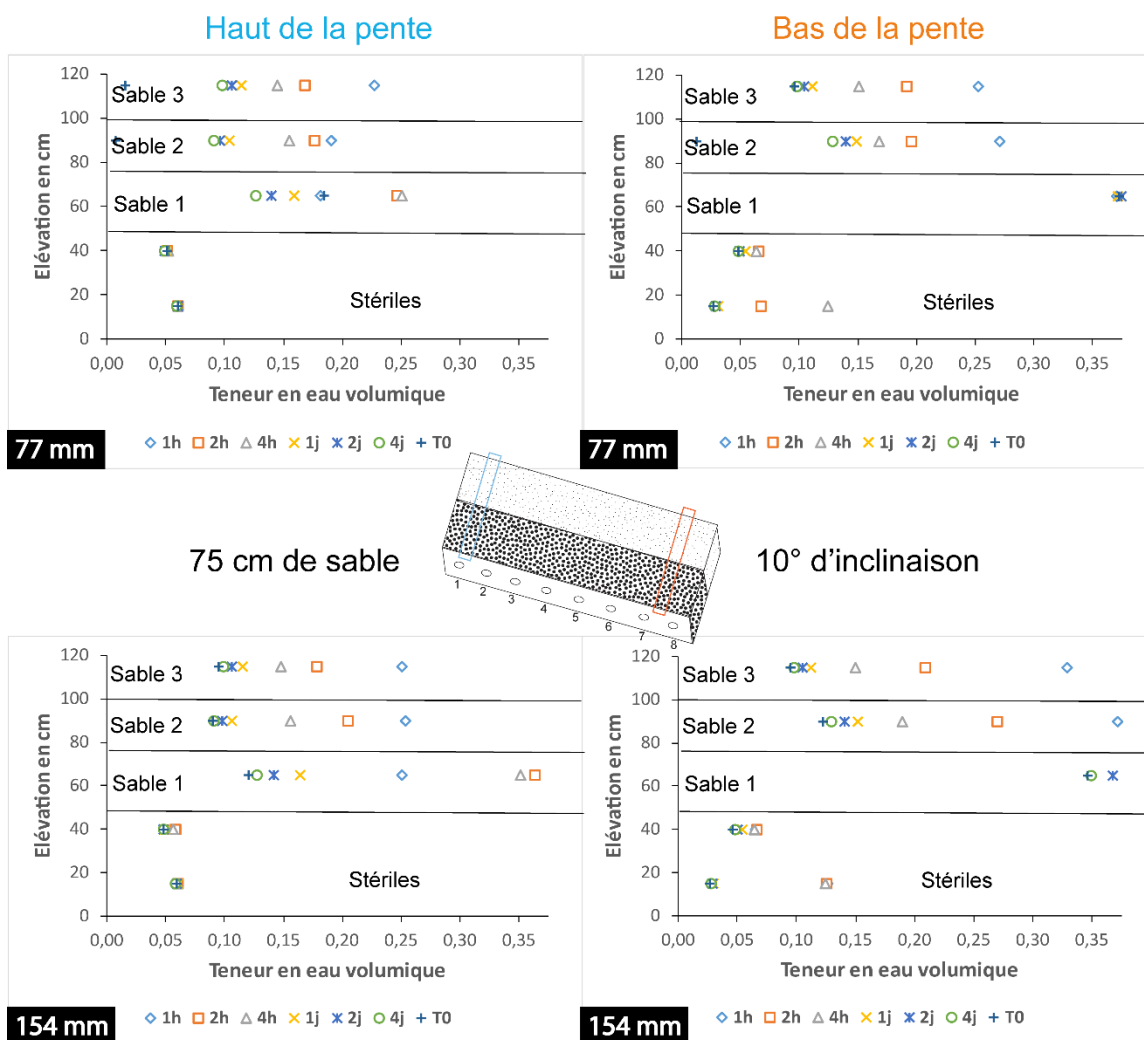 Haut de la pente
Bas de la pente
Elévation en cm
120
100
80
60
40
20
0
Sable 3
Sable 2
Sable 1
Stériles
0,00 0,05 0,10 0,15 0,20 0,25 0,30 0,35
Teneur en eau volumique
77 mm
1h 2h 4h 1j 2j 4j T0
Elévation en cm
120
100
80
60
40
20
0
Sable 3
Sable 2
Sable 1
Stériles
0,00 0,05 0,10 0,15 0,20 0,25 0,30 0,35
Teneur en eau volumique
77 mm
1h 2h 4h 1j 2j 4j T0
75 cm de sable
1 2 3 4 5 6 7 8
10° d'inclinaison
Elévation en cm
120
100
80
60
40
20
0
Sable 3
Sable 2
Sable 1
Stériles
0,00 0,05 0,10 0,15 0,20 0,25 0,30 0,35
Teneur en eau volumique
154 mm
1h 2h 4h 1j 2j 4j T0
Elévation en cm
120
100
80
60
40
20
0
Sable 3
Sable 2
Sable 1
Stériles
0,00 0,05 0,10 0,15 0,20 0,25 0,30 0,35
Teneur en eau volumique
154 mm
1h 2h 4h 1j 2j 4j T0